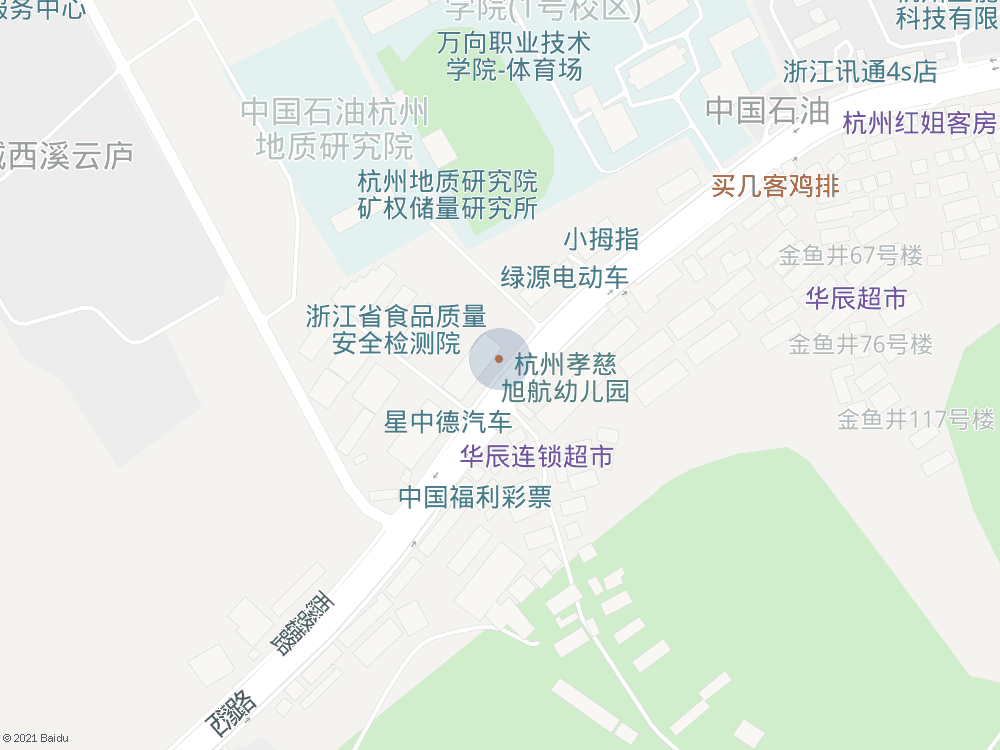 服务中心
学院(1号校区)
科技有限
万向职业技术
学院-体育场
浙江讯通4s店
中国石油杭州
地质研究院
中国石油
杭州红姐客房
西溪云庐
杭州地质研究院
矿权储量研究所
买几客鸡排
小拇指
金鱼井67号楼
绿源电动车
华辰超市
浙江省食品质量
安全检测院
金鱼井76号楼
杭州孝慈
旭航幼儿园
星中德汽车
金鱼井117号楼
华辰连锁超市
中国福利彩票
西溪路
© 2021 Baidu